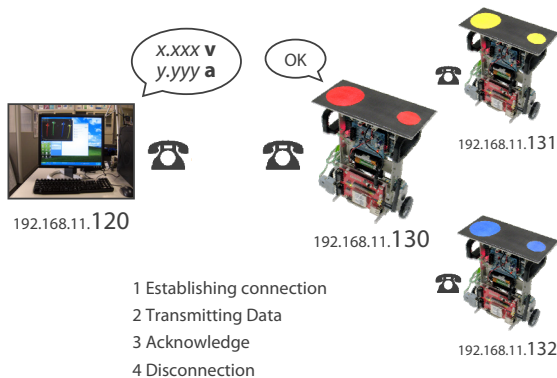 x.xxx v
y.yyy a
OK
192.168.11.120
192.168.11.130
192.168.11.131
192.168.11.132
1 Establishing connection
2 Transmitting Data
3 Acknowledge
4 Disconnection